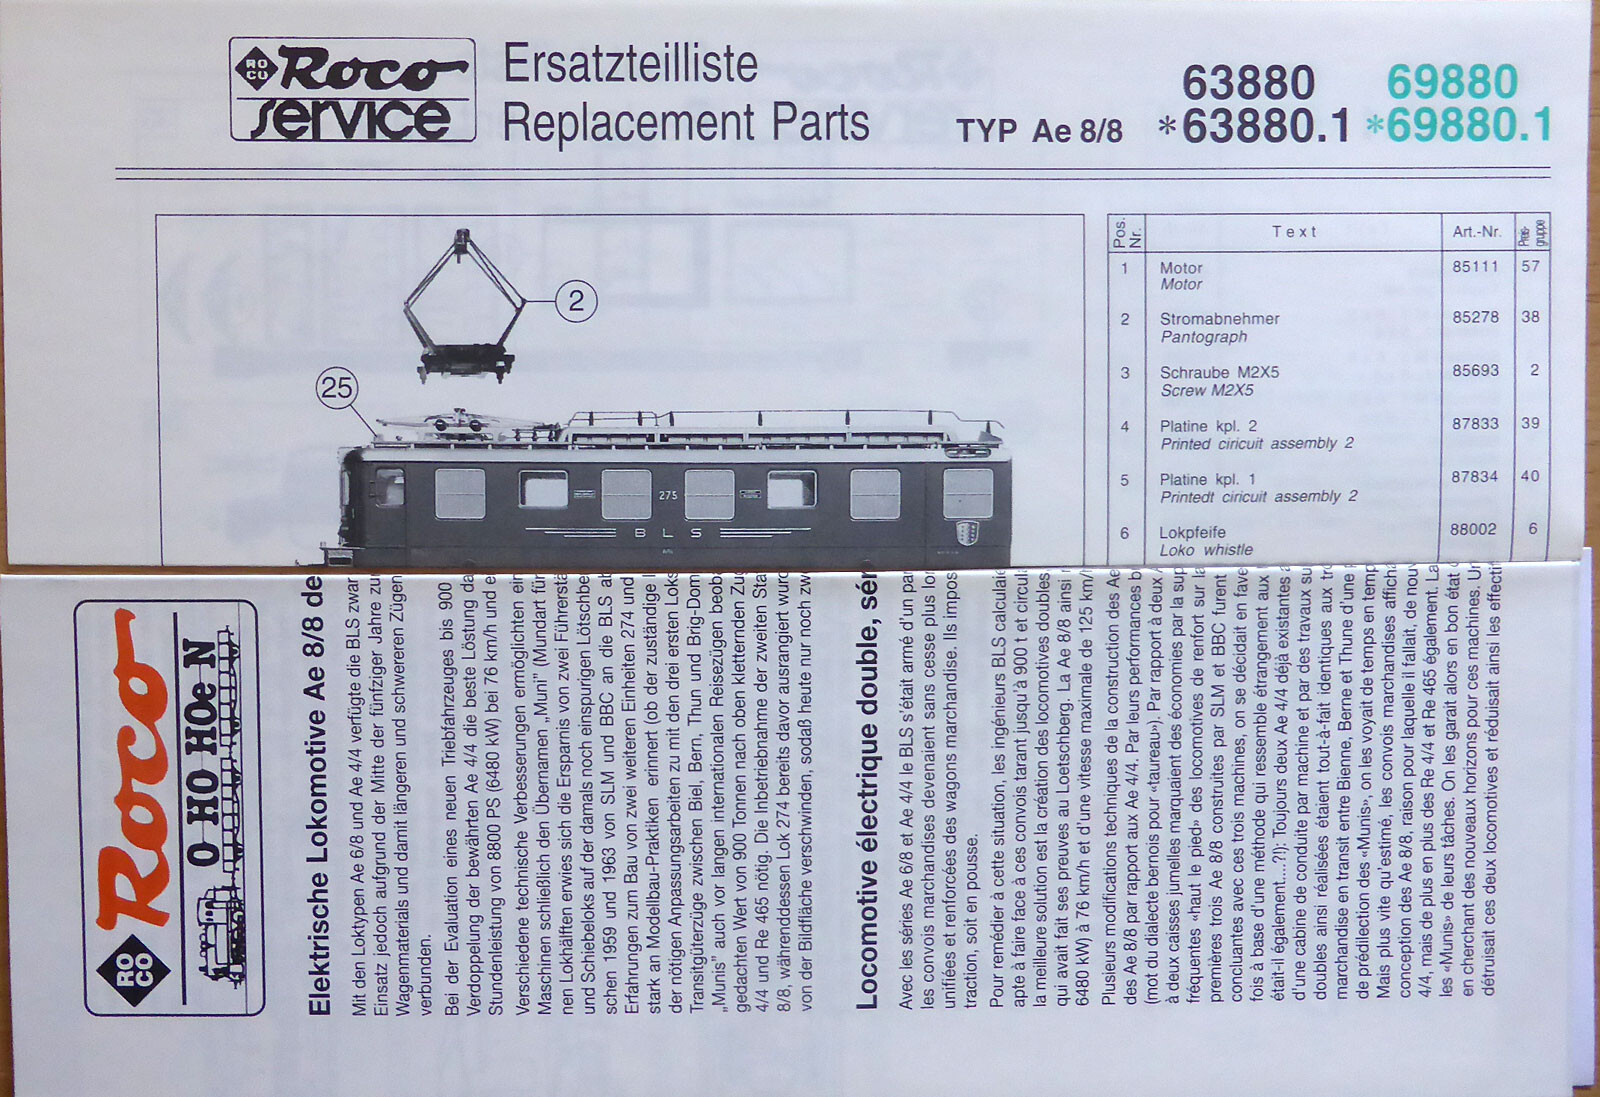 ROCO Roco service
Ersatzteilliste
Replacement Parts
TYP Ae 8/8
63880 69880
*63880.1 *69880.1
Pos. Nr. Text Art.-Nr. Preisgruppe
1 Motor 85111 57
Motor
2 Stromabnehmer 85278 38
Pantograph
3 Schraube M2X5 85693 2
Screw M2X5
4 Platine kpl. 2 87833 39
Printed ciricuit assembly 2
5 Platine kpl. 1 87834 40
Printedt ciricuit assembly 2
6 Lokpfeife 88002 6
Loko whistle
2
25
275
BLS
ROCO Roco
O HO HOe N
Elektrische Lokomotive Ae 8/8 de
Mit den Loktypen Ae 6/8 und Ae 4/4 verfügte die BLS zwar
Einsatz jedoch aufgrund der Mitte der fünfziger Jahre zu
Wagenmaterials und damit längeren und schwereren Zügen
verbunden.
Bei der Evaluation eines neuen Triebfahrzeuges bis 900
Verdoppelung der bewährten Ae 4/4 die beste Löstung da
Stundenleistung von 8800 PS (6480 kW) bei 76 km/h und e
Verschiedene technische Verbesserungen ermöglichten ein
Maschinen schließlich den Übernamen „Muni" (Mundart für
nen Lokhälften erwies sich die Ersparnis von zwei Führerstä
und Schiebeloks auf der damals noch einspurigen Lötschbe
schen 1959 und 1963 von SLM und BBC an die BLS ab
Erfahrungen zum Bau von zwei weiteren Einheiten 274 und
stark an Modellbau-Praktiken erinnert (ob der zuständige
der nötigen Anpassungsarbeiten zu mit den drei ersten Loks
Transitgüterzüge zwischen Biel, Bern, Thun und Brig-Dom
„Munis" auch vor langen internationalen Reisezügen beob
gedachten Wert von 900 Tonnen nach oben kletternden Zug
4/4 und Re 465 nötig. Die Inbetriebnahme der zweiten Sta
8/8, währenddessen Lok 274 bereits davor ausrangiert wurd
von der Bildfläche verschwinden, sodaß heute nur noch zw
Locomotive électrique double, sér
Avec les séries Ae 6/8 et Ae 4/4 le BLS s'était armé d'un par
les convois marchandises devenaient sans cesse plus lon
unifiées et renforcées des wagons marchandise. Ils impos
traction, soit en pousse.
Pour remédier à cette situation, les ingénieurs BLS calculaie
apte à faire face à ces convois tarant jusqu'à 900 t et circul
la meilleure solution est la création des locomotives doubles
qui avait fait ses preuves au Loetschberg. La Ae 8/8 ainsi
6480 kW) à 76 km/h et d'une vitesse maximale de 125 km/
Plusieurs modifications techniques de la construction des Ae
des Ae 8/8 par rapport aux Ae 4/4. Par leurs performances b
(mot du dialecte bernois pour «taureau»). Par rapport à deux
à deux caisses jumelles marquaient des économies par la sup
fréquentes «haut le pied» des locomotives de renfort sur la
premières trois Ae 8/8 construites par SLM et BBC furent
concluantes avec ces trois machines, on se décidait en fave
fois à base d'une méthode qui ressemble étrangement aux
était-il également....?!): Toujours deux Ae 4/4 déjà existantes
d'une cabine de conduite par machine et par des travaux su
doubles ainsi réalisées étaient tout-à-fait identiques aux tro
marchandise en transit entre Bienne, Berne et Thune d'une
de prédilection des «Munis», on les voyait de temps en temp
Mais plus vite qu'estimé, les convois marchandises afficha
conception des Ae 8/8, raison pour laquelle il fallait, de nou
4/4, mais de plus en plus des Re 4/4 et Re 465 également. La
les «Munis» de leurs tâches. On les garait alors en bon état
en cherchant des nouveaux horizons pour ces machines. Un
détruisait ces deux locomotives et réduisait ainsi les effecti